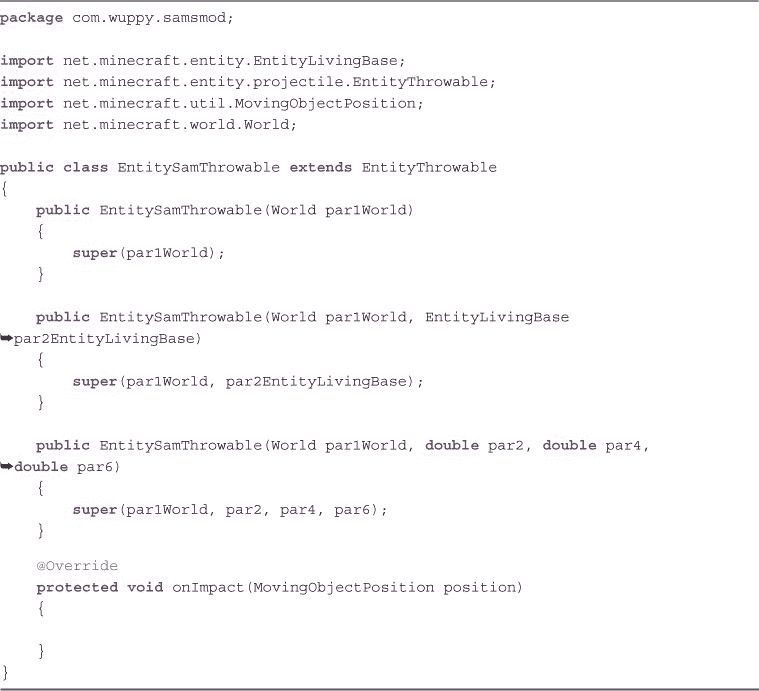 package com.wuppy.samsmod;
import net.minecraft.entity.EntityLivingBase;
import net.minecraft.entity.projectile.EntityThrowable;
import net.minecraft.util.MovingObjectPosition;
import net.minecraft.world.World;
public class EntitySamThrowable extends EntityThrowable
{
    public EntitySamThrowable(World par1World)
    {
        super(par1World);
    }
    public EntitySamThrowable(World par1World, EntityLivingBase
➥par2EntityLivingBase)
    {
        super(par1World, par2EntityLivingBase);
    }
    public EntitySamThrowable(World par1World, double par2, double par4,
➥double par6)
    {
        super(par1World, par2, par4, par6);
    }
    @Override
    protected void onImpact(MovingObjectPosition position)
    {
    }
}